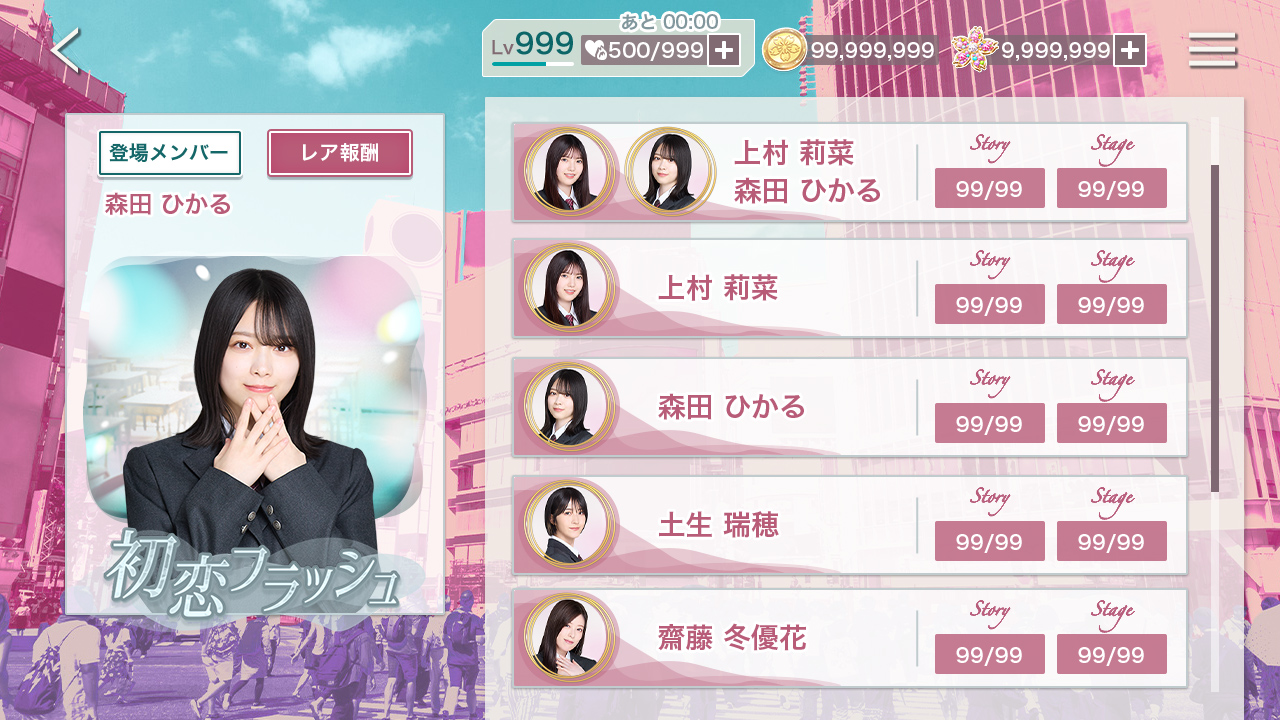 あと 00:00
Lv999
500/999
99,999,999
9,999,999
登場メンバー
レア報酬
森田 ひかる
初恋フラッシュ
上村 莉菜
森田 ひかる
Story
Stage
99/99
99/99
上村 莉菜
Story
Stage
99/99
99/99
森田 ひかる
Story
Stage
99/99
99/99
土生 瑞穂
Story
Stage
99/99
99/99
齋藤 冬優花
Story
Stage
99/99
99/99